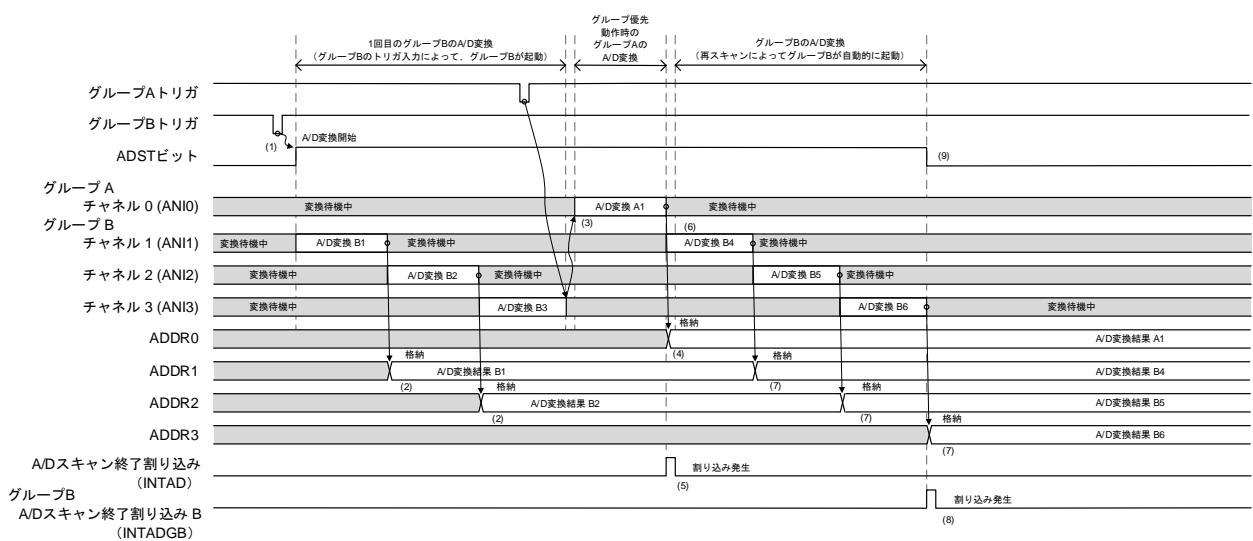 グループ優先
動作時の
グループAの
A/D変換
1回目のグループBのA/D変換
（グループBのトリガ入力によって，グループBが起動）
グループBのA/D変換
（再スキャンによってグループBが自動的に起動）
グループAトリガ
グループBトリガ
(1)
A/D変換開始
ADSTビット
(9)
グループ A
チャネル 0 (ANI0)
変換待機中
A/D変換 A1
変換待機中
(3)
(6)
グループ B
チャネル 1 (ANI1)
変換待機中
A/D変換 B1
変換待機中
A/D変換 B4
変換待機中
チャネル 2 (ANI2)
変換待機中
A/D変換 B2
変換待機中
A/D変換 B5
変換待機中
チャネル 3 (ANI3)
変換待機中
A/D変換 B3
A/D変換 B6
変換待機中
格納
ADDR0
A/D変換結果 A1
(4)
格納
格納
ADDR1
A/D変換結果 B1
A/D変換結果 B4
(2)
(7)
格納
格納
ADDR2
A/D変換結果 B2
A/D変換結果 B5
(2)
(7)
格納
ADDR3
A/D変換結果 B6
(7)
A/Dスキャン終了割り込み
（INTAD）
割り込み発生
(5)
グループB
A/Dスキャン終了割り込み B
（INTADGB）
割り込み発生
(8)